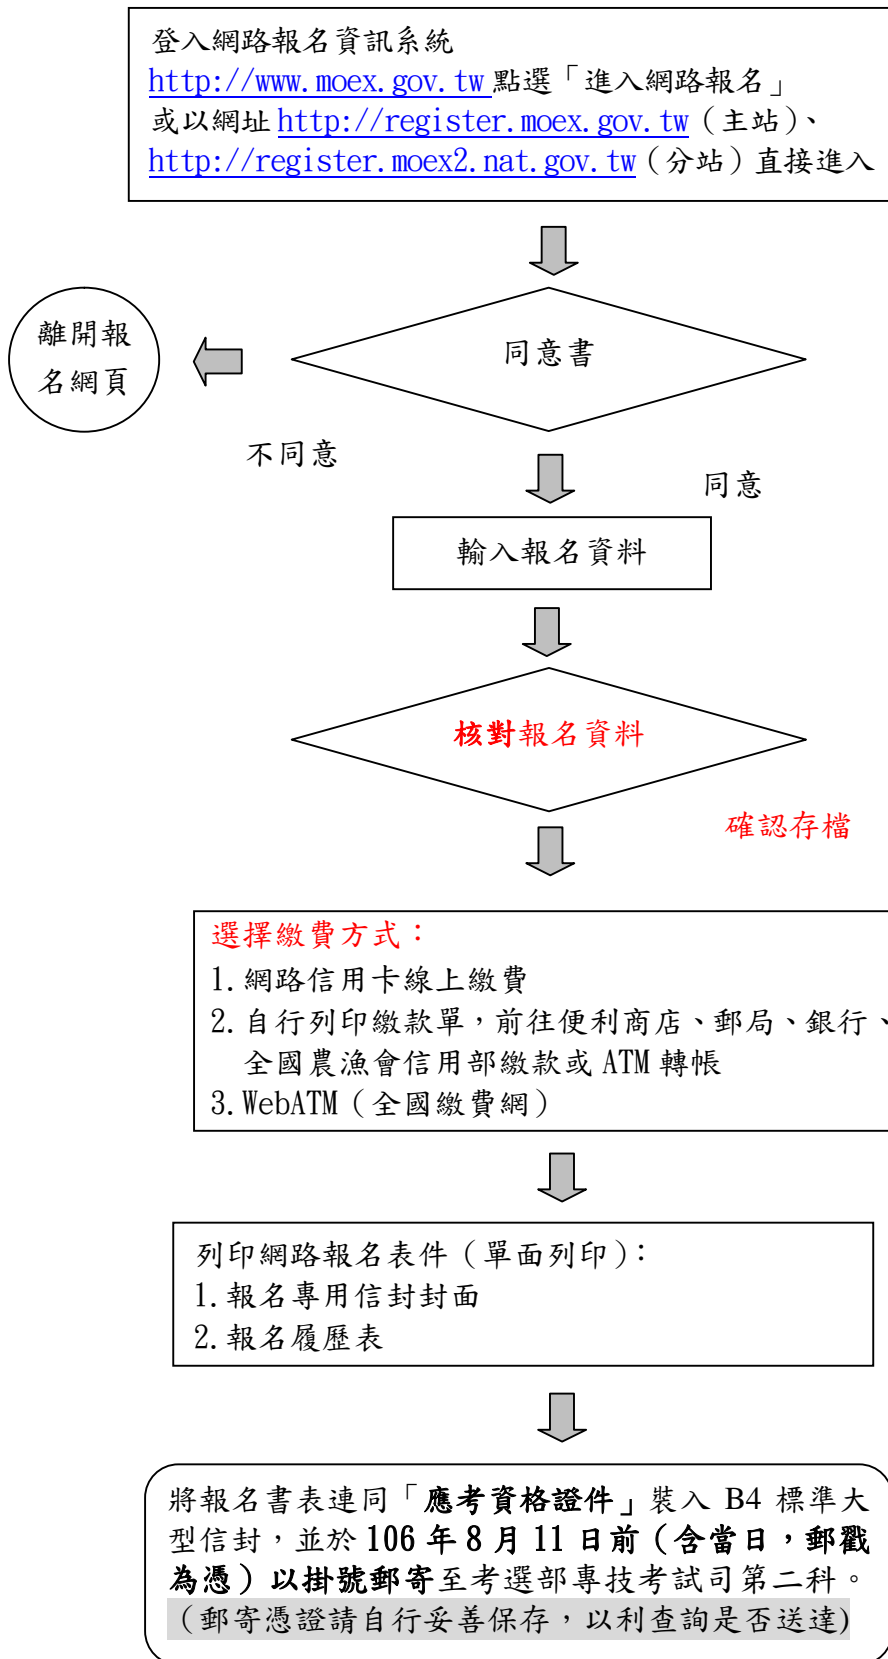 登入網路報名資訊系統
http://www.moex.gov.tw 點選「進入網路報名」
或以網址 http://register.moex.gov.tw（主站）、
http://register.moex2.nat.gov.tw（分站）直接進入
同意書
離開報
名網頁
不同意
同意
輸入報名資料
核對報名資料
確認存檔
選擇繳費方式：
1.網路信用卡線上繳費
2.自行列印繳款單，前往便利商店、郵局、銀行、
全國農漁會信用部繳款或 ATM 轉帳
3.WebATM（全國繳費網）
列印網路報名表件（單面列印）：
1.報名專用信封封面
2.報名履歷表
將報名書表連同「應考資格證件」裝入 B4 標準大
型信封，並於 106 年 8 月 11 日前（含當日，郵戳
為憑）以掛號郵寄至考選部專技考試司第二科。
（郵寄憑證請自行妥善保存，以利查詢是否送達)